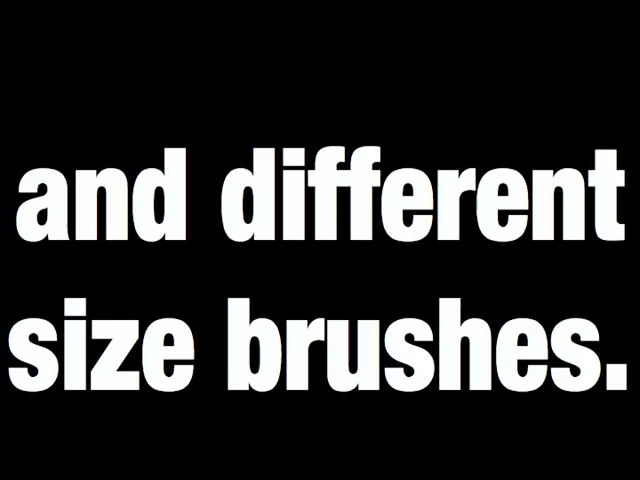 and different
size brushes.